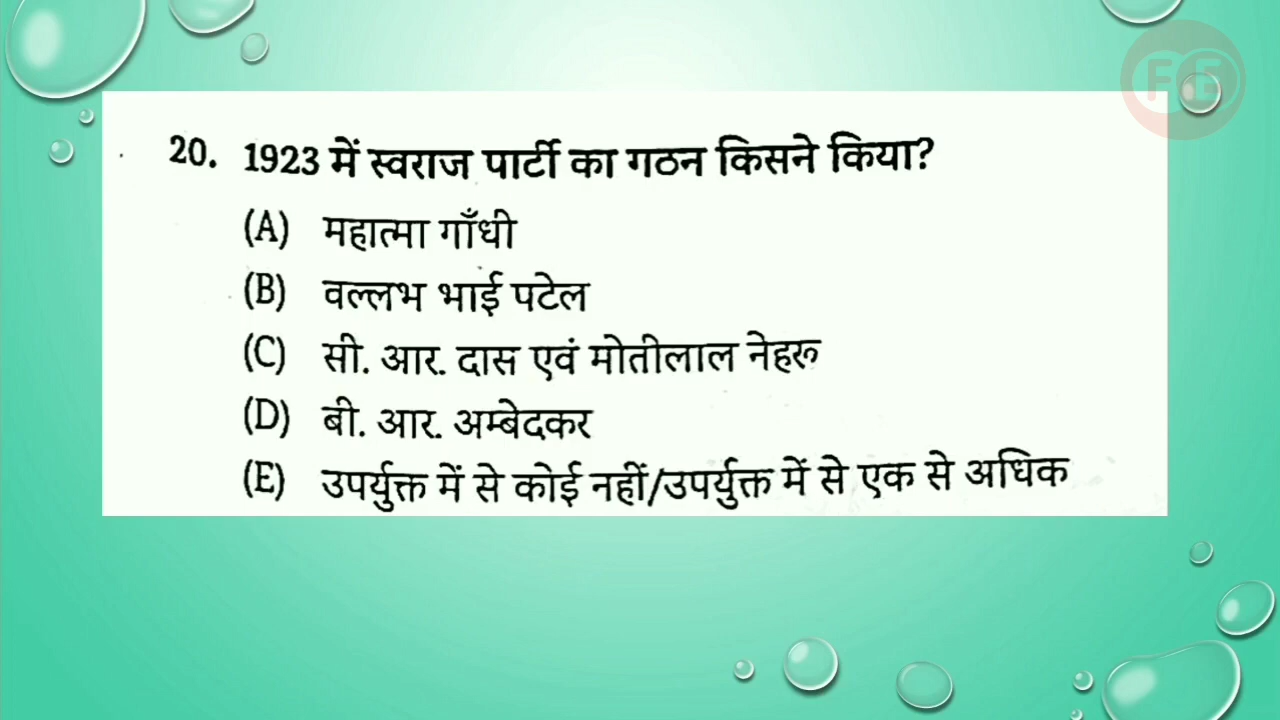 FE
20. 1923 में स्वराज पार्टी का गठन किसने किया?
(A) महात्मा गाँधी
(B) वल्लभ भाई पटेल
(C) सी. आर. दास एवं मोतीलाल नेहरू
(D) बी. आर. अम्बेदकर
(E) उपर्युक्त में से कोई नहीं/उपर्युक्त में से एक से अधिक